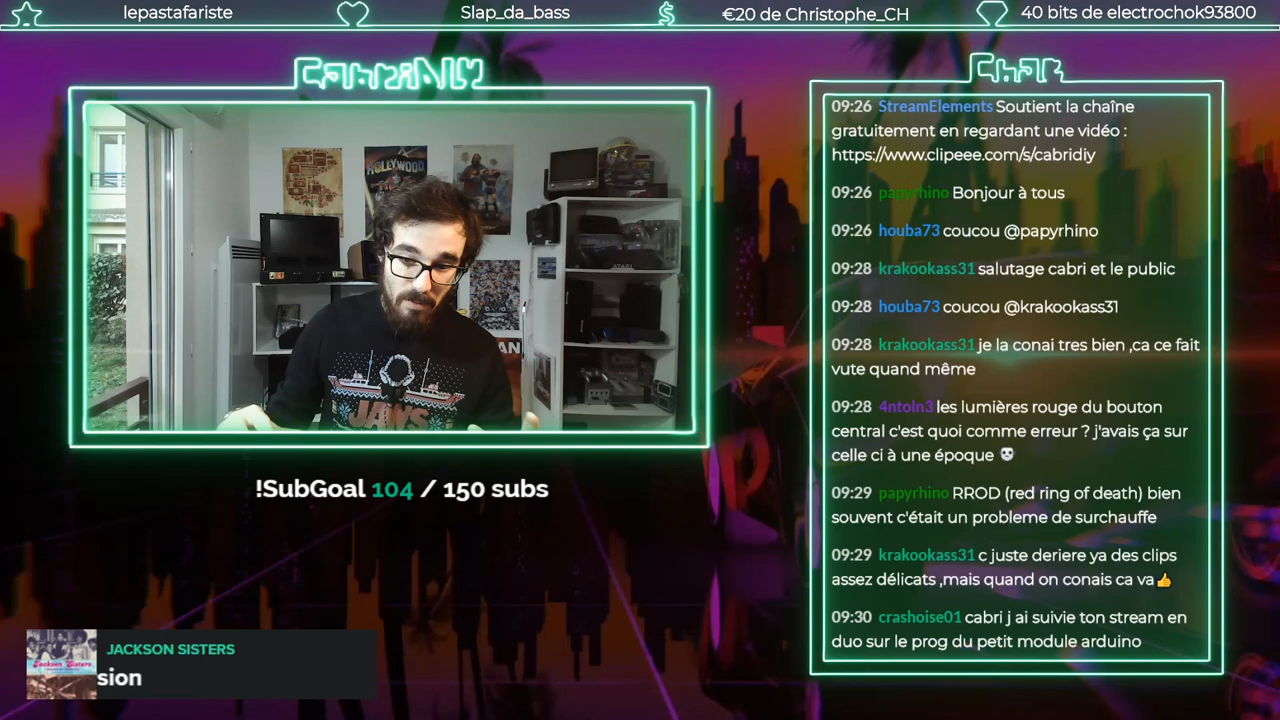 lepastafariste
Slap_da_bass
€20 de Christophe_CH
40 bits de electrochok93800
CABRIDIY
Chat
HOLLYWOOD
ATARI
JAWS
09:26 StreamElements Soutient la chaîne
gratuitement en regardant une vidéo :
https://www.clipeee.com/s/cabridiy
09:26 papyrhino Bonjour à tous
09:26 houba73 coucou @papyrhino
09:28 krakookass31 salutage cabri et le public
09:28 houba73 coucou @krakookass31
09:28 krakookass31 je la conai tres bien ,ca ce fait
vute quand même
09:28 4ntoln3 les lumières rouge du bouton
central c'est quoi comme erreur ? j'avais ça sur
celle ci à une époque 💀
09:29 papyrhino RROD (red ring of death) bien
souvent c'était un probleme de surchauffe
09:29 krakookass31 c juste deriere ya des clips
assez délicats ,mais quand on conais ca va👍
09:30 crashoise01 cabri j ai suivie ton stream en
duo sur le prog du petit module arduino
!SubGoal 104 / 150 subs
Jackson Sisters
JACKSON SISTERS
sion